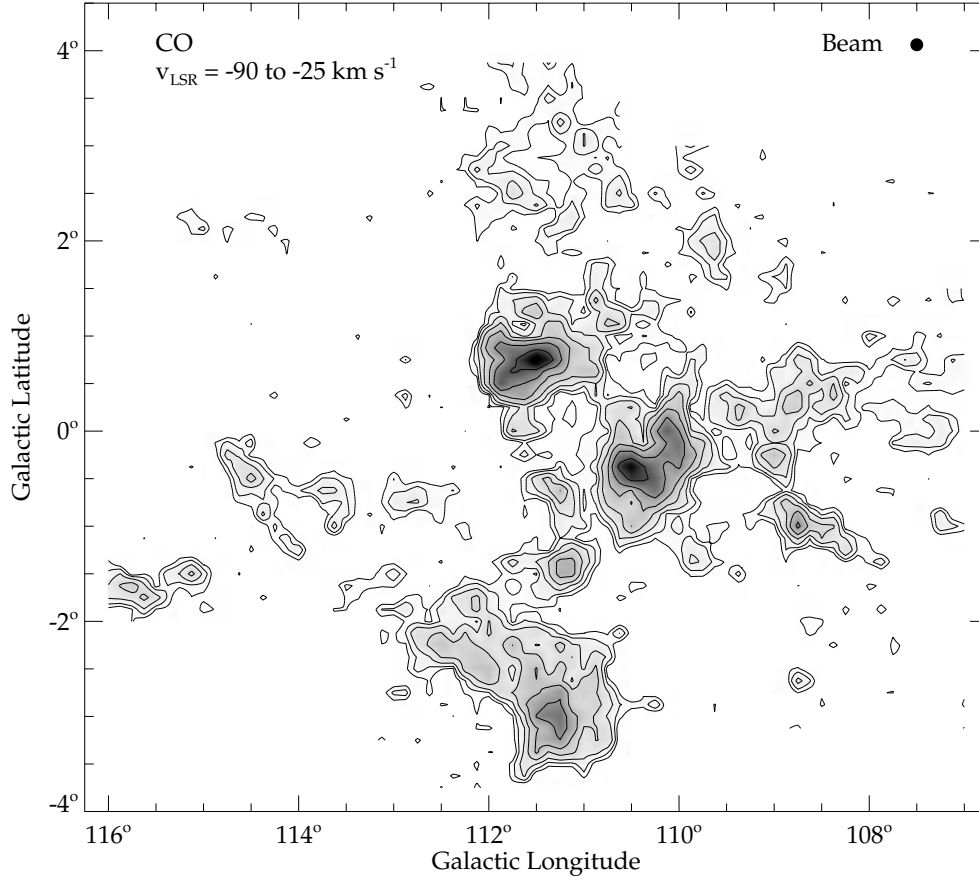 CO
v_LSR = -90 to -25 km s⁻¹
Beam
4°
2°
0°
-2°
-4°
Galactic Latitude
116°
114°
112°
110°
108°
Galactic Longitude